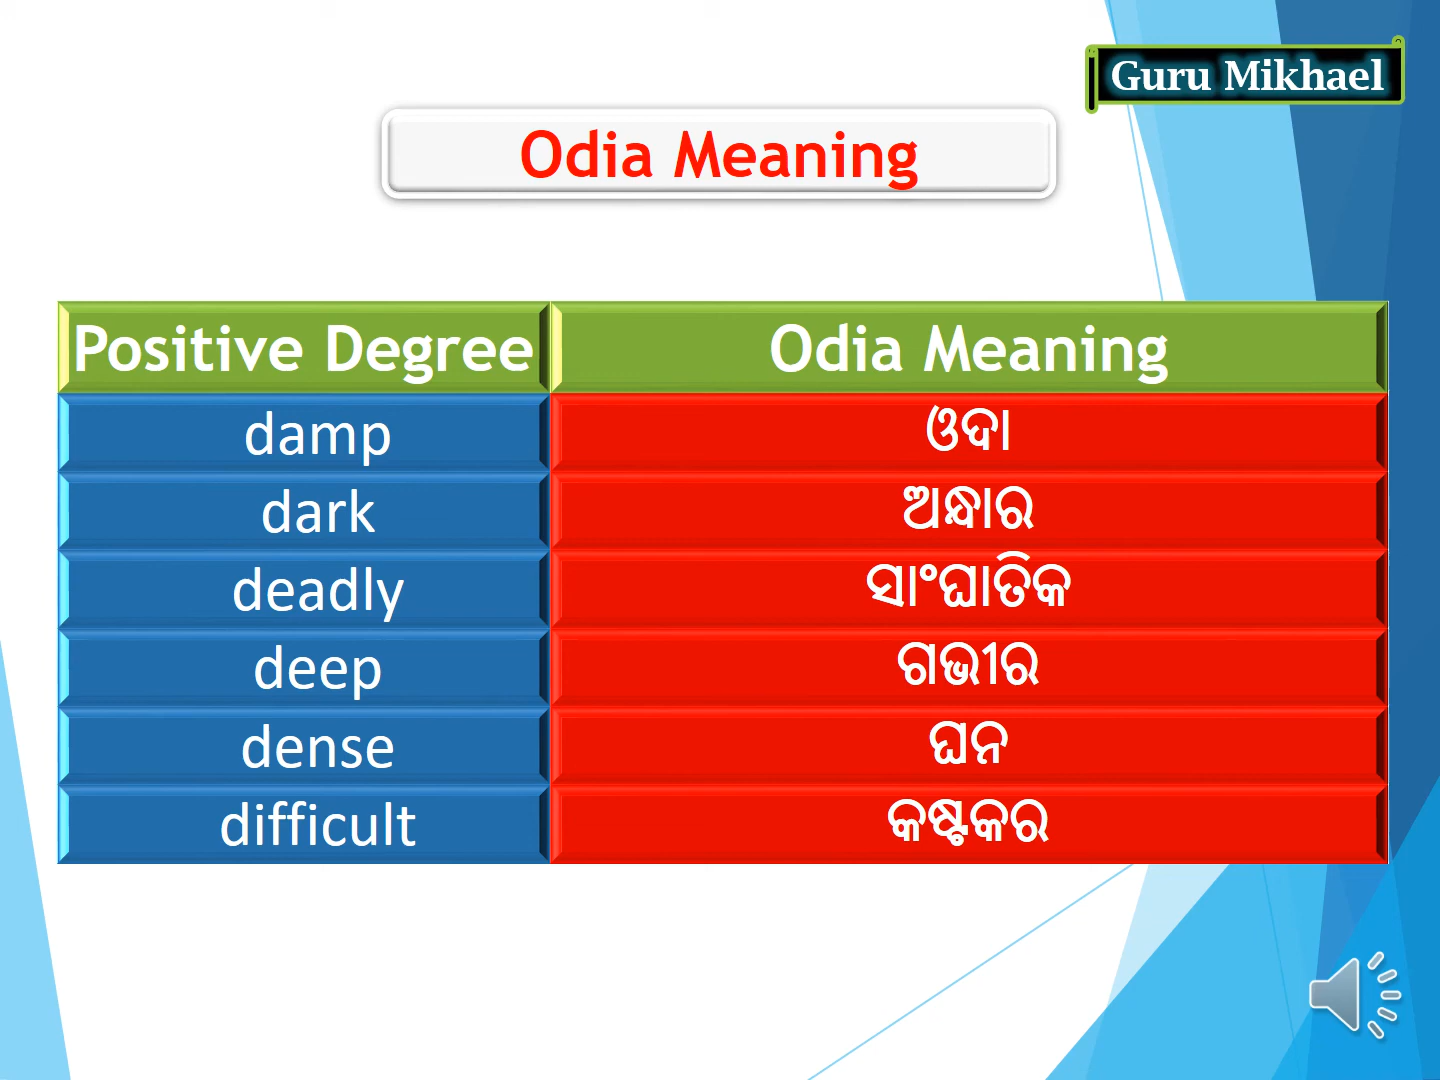 Guru Mikhael
Odia Meaning
Positive Degree Odia Meaning
damp ଓଦା
dark ଅନ୍ଧାର
deadly ସାଂଘାତିକ
deep ଗଭୀର
dense ଘନ
difficult କଷ୍ଟକର